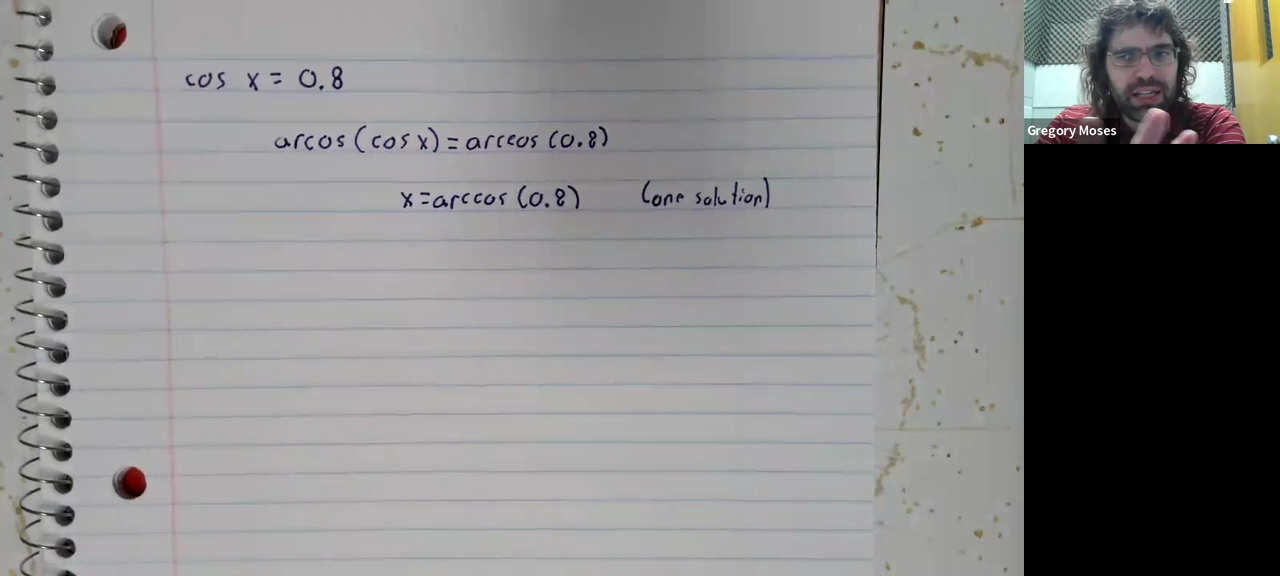 cos x = 0.8
arcos (cos x) = arccos (0.8)
x = arccos (0.8) (one solution)
Gregory Moses